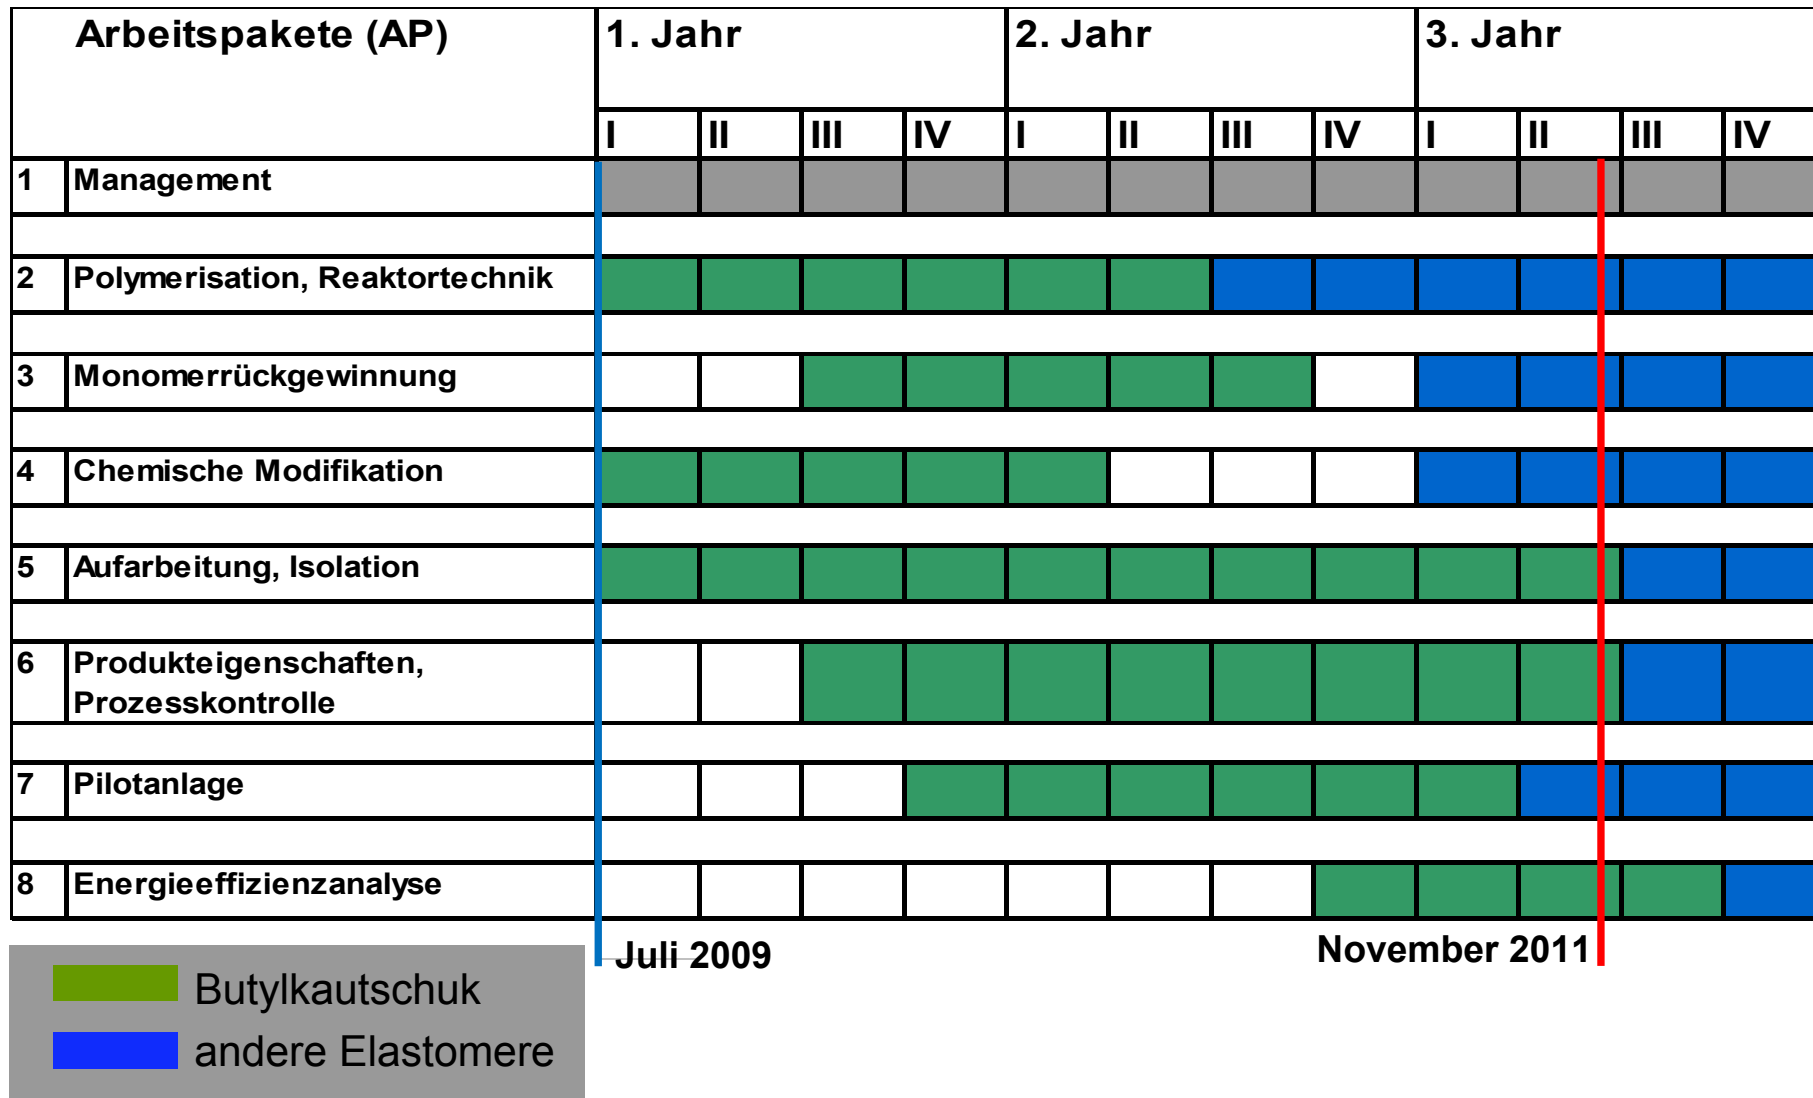 Arbeitspakete (AP) 1. Jahr 2. Jahr 3. Jahr
I II III IV I II III IV I II III IV
1 Management
2 Polymerisation, Reaktortechnik
3 Monomerrückgewinnung
4 Chemische Modifikation
5 Aufarbeitung, Isolation
6 Produkteigenschaften,
Prozesskontrolle
7 Pilotanlage
8 Energieeffizienzanalyse
Juli 2009 November 2011
Butylkautschuk
andere Elastomere